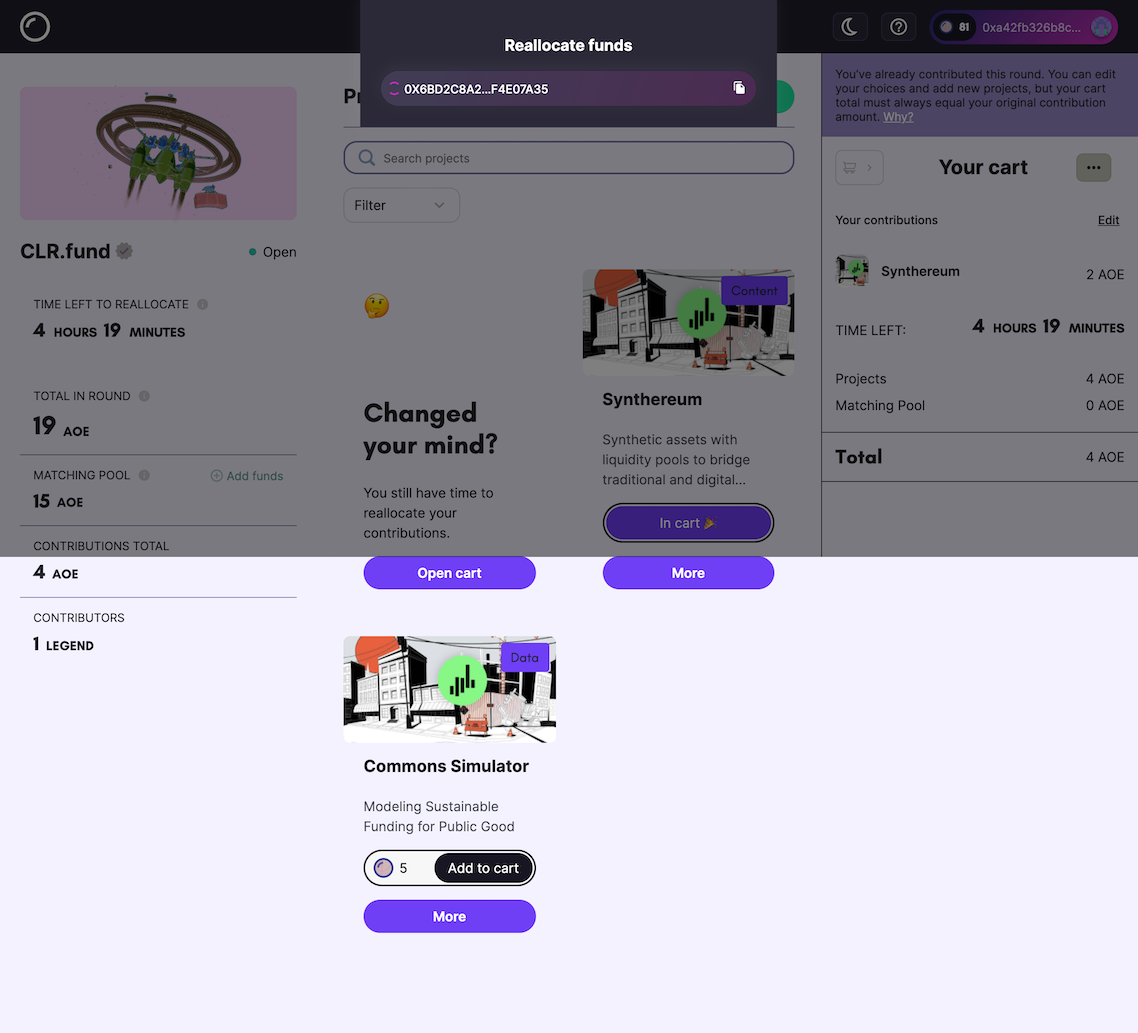 81
0xa42fb326b8c...
Reallocate funds
0X6BD2C8A2...F4E07A35
CLR.fund
Open
TIME LEFT TO REALLOCATE
4 HOURS 19 MINUTES
TOTAL IN ROUND
19 AOE
MATCHING POOL
Add funds
15 AOE
CONTRIBUTIONS TOTAL
4 AOE
CONTRIBUTORS
1 LEGEND
Search projects
Filter
🤔
Changed
your mind?
You still have time to
reallocate your
contributions.
Open cart
Content
Synthereum
Synthetic assets with
liquidity pools to bridge
traditional and digital...
In cart 🎉
More
Data
Commons Simulator
Modeling Sustainable
Funding for Public Good
5
Add to cart
More
You've already contributed this round. You can edit
your choices and add new projects, but your cart
total must always equal your original contribution
amount. Why?
Your cart
Your contributions
Edit
Synthereum
2 AOE
TIME LEFT:
4 HOURS 19 MINUTES
Projects
4 AOE
Matching Pool
0 AOE
Total
4 AOE